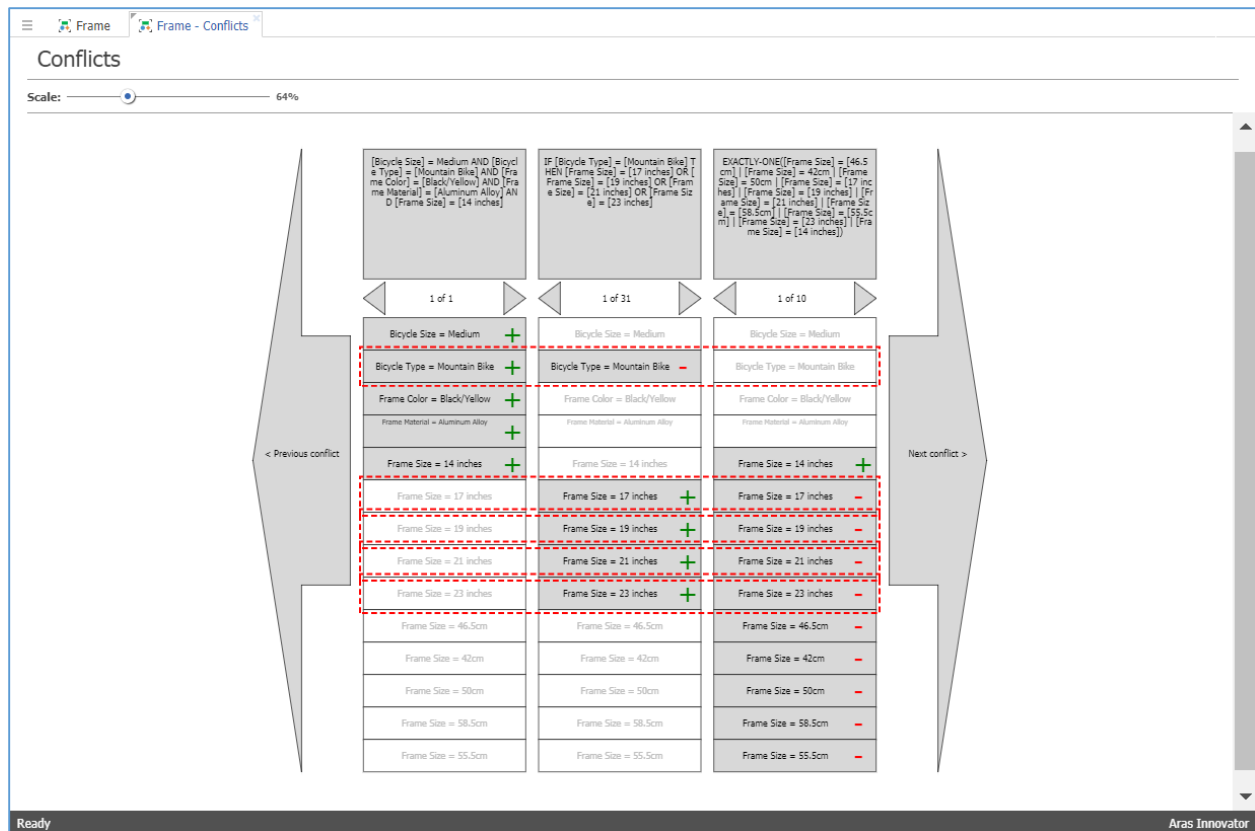 Frame
Frame - Conflicts
Conflicts
Scale:
64%
[Bicycle Size] = Medium AND [Bicycl
e Type] = [Mountain Bike] AND [Fra
me Color] = [Black/Yellow] AND [Fra
me Material] = [Aluminum Alloy] AN
D [Frame Size] = [14 inches]
IF [Bicycle Type] = [Mountain Bike] T
HEN [Frame Size] = [17 inches] OR [
Frame Size] = [19 inches] OR [Fram
e Size] = [21 inches] OR [Frame Siz
e] = [23 inches]
EXACTLY-ONE([Frame Size] = [46.5
cm] | [Frame Size] = 42cm | [Frame
Size] = 50cm | [Frame Size] = [17 inc
hes] | [Frame Size] = [19 inches] | [Fr
ame Size] = [21 inches] | [Frame Siz
e] = [58.5cm] | [Frame Size] = [55.5c
m] | [Frame Size] = [23 inches] | [Fra
me Size] = [14 inches])
1 of 1
1 of 31
1 of 10
Bicycle Size = Medium +
Bicycle Size = Medium
Bicycle Size = Medium
Bicycle Type = Mountain Bike +
Bicycle Type = Mountain Bike -
Bicycle Type = Mountain Bike
Frame Color = Black/Yellow +
Frame Color = Black/Yellow
Frame Color = Black/Yellow
Frame Material = Aluminum Alloy +
Frame Material = Aluminum Alloy
Frame Material = Aluminum Alloy
< Previous conflict
Next conflict >
Frame Size = 14 inches +
Frame Size = 14 inches
Frame Size = 14 inches +
Frame Size = 17 inches
Frame Size = 17 inches +
Frame Size = 17 inches -
Frame Size = 19 inches
Frame Size = 19 inches +
Frame Size = 19 inches -
Frame Size = 21 inches
Frame Size = 21 inches +
Frame Size = 21 inches -
Frame Size = 23 inches
Frame Size = 23 inches +
Frame Size = 23 inches -
Frame Size = 46.5cm
Frame Size = 46.5cm
Frame Size = 46.5cm -
Frame Size = 42cm
Frame Size = 42cm
Frame Size = 42cm -
Frame Size = 50cm
Frame Size = 50cm
Frame Size = 50cm -
Frame Size = 58.5cm
Frame Size = 58.5cm
Frame Size = 58.5cm -
Frame Size = 55.5cm
Frame Size = 55.5cm
Frame Size = 55.5cm -
Ready
Aras Innovator